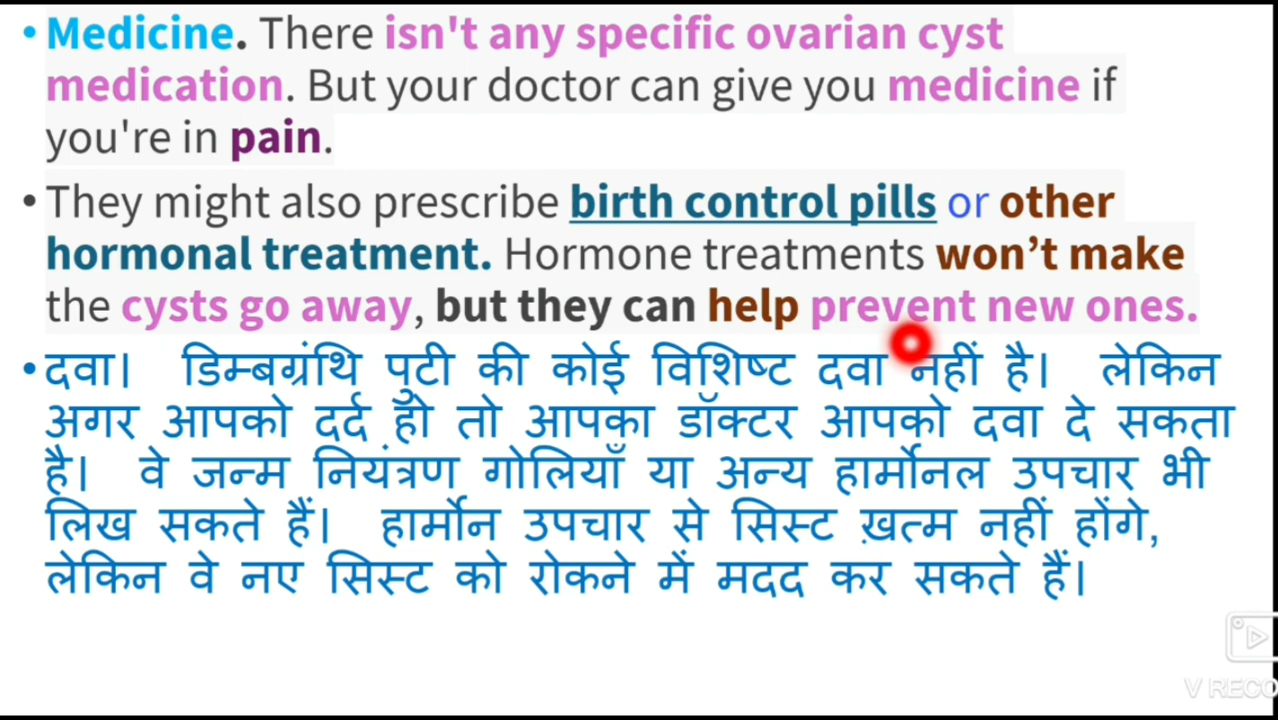 • Medicine. There isn't any specific ovarian cyst
medication. But your doctor can give you medicine if
you're in pain.
• They might also prescribe birth control pills or other
hormonal treatment. Hormone treatments won’t make
the cysts go away, but they can help prevent new ones.
• दवा। डिम्बग्रंथि पुटी की कोई विशिष्ट दवा नहीं है। लेकिन
अगर आपको दर्द हो तो आपका डॉक्टर आपको दवा दे सकता
है। वे जन्म नियंत्रण गोलियाँ या अन्य हार्मोनल उपचार भी
लिख सकते हैं। हार्मोन उपचार से सिस्ट ख़त्म नहीं होंगे,
लेकिन वे नए सिस्ट को रोकने में मदद कर सकते हैं।
V RECO